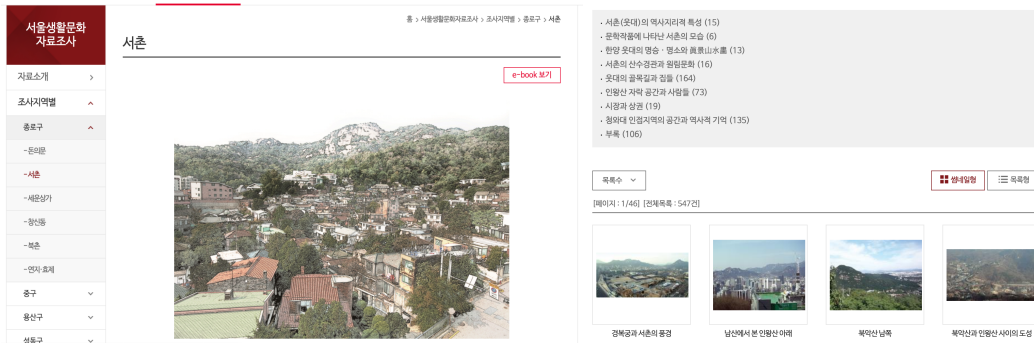 서울생활문화
자료조사
자료소개
조사지역별
종로구
- 돈의문
- 서촌
- 세운상가
- 창신동
- 북촌
- 연지·효제
중구
용산구
성동구
홈 > 서울생활문화자료조사 > 조사지역별 > 종로구 > 서촌
서촌
e-book 보기
· 서촌(웃대)의 역사지리적 특성 (15)
· 문학작품에 나타난 서촌의 모습 (6)
· 한양 웃대의 명승 · 명소와 眞景山水畵 (13)
· 서촌의 산수경관과 원림문화 (16)
· 웃대의 골목길과 집들 (164)
· 인왕산 자락 공간과 사람들 (73)
· 시장과 상권 (19)
· 청와대 인접지역의 공간과 역사적 기억 (135)
· 부록 (106)
목록수
썸네일형
목록형
[페이지 : 1/46] [전체목록 : 547건]
경복궁과 서촌의 풍경
남산에서 본 인왕산 아래
북악산 남쪽
북악산과 인왕산 사이의 도성